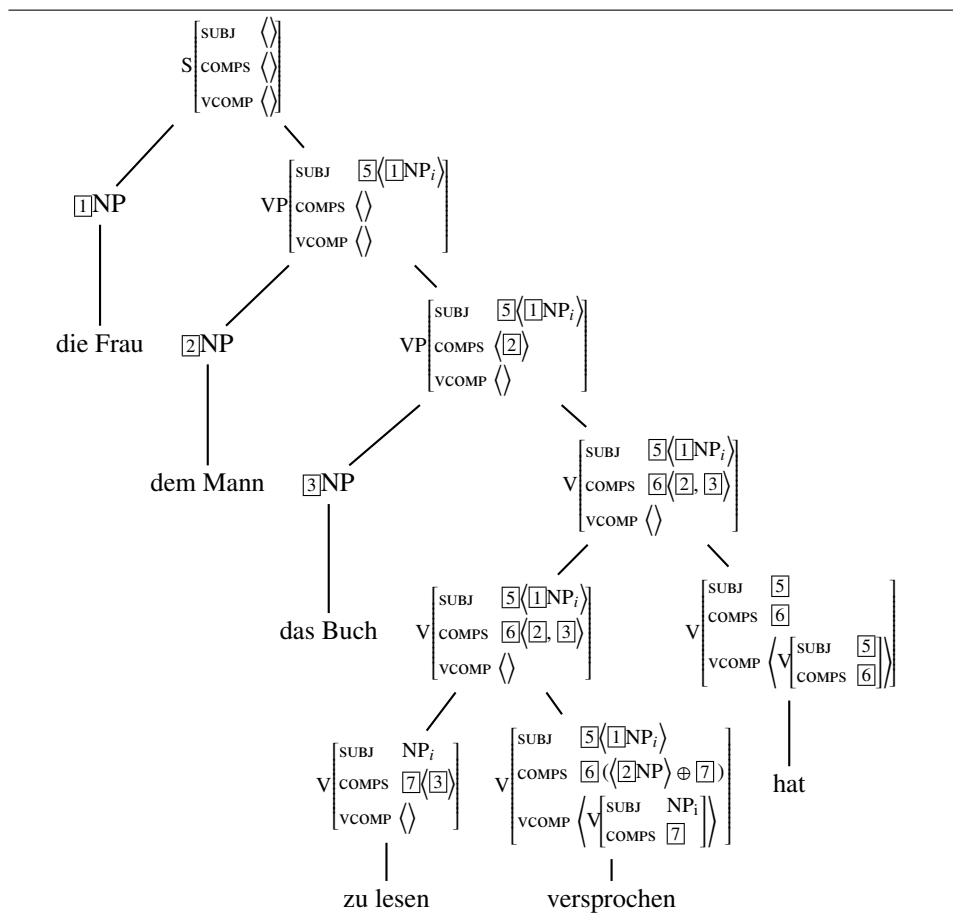 S[SUBJ ⟨⟩
COMPS ⟨⟩
VCOMP ⟨⟩]
[1]NP
VP[SUBJ [5]⟨[1]NPᵢ⟩
COMPS ⟨⟩
VCOMP ⟨⟩]
die Frau
[2]NP
VP[SUBJ [5]⟨[1]NPᵢ⟩
COMPS ⟨[2]⟩
VCOMP ⟨⟩]
dem Mann
[3]NP
V[SUBJ [5]⟨[1]NPᵢ⟩
COMPS [6]⟨[2], [3]⟩
VCOMP ⟨⟩]
das Buch
V[SUBJ [5]⟨[1]NPᵢ⟩
COMPS [6]⟨[2], [3]⟩
VCOMP ⟨⟩]
V[SUBJ [5]
COMPS [6]
VCOMP ⟨V[SUBJ [5]
COMPS [6]]⟩]
V[SUBJ NPᵢ
COMPS [7]⟨[3]⟩
VCOMP ⟨⟩]
V[SUBJ [5]⟨[1]NPᵢ⟩
COMPS [6](⟨[2]NP⟩ ⊕ [7])
VCOMP ⟨V[SUBJ NPᵢ
COMPS [7]]⟩]
hat
zu lesen
versprochen